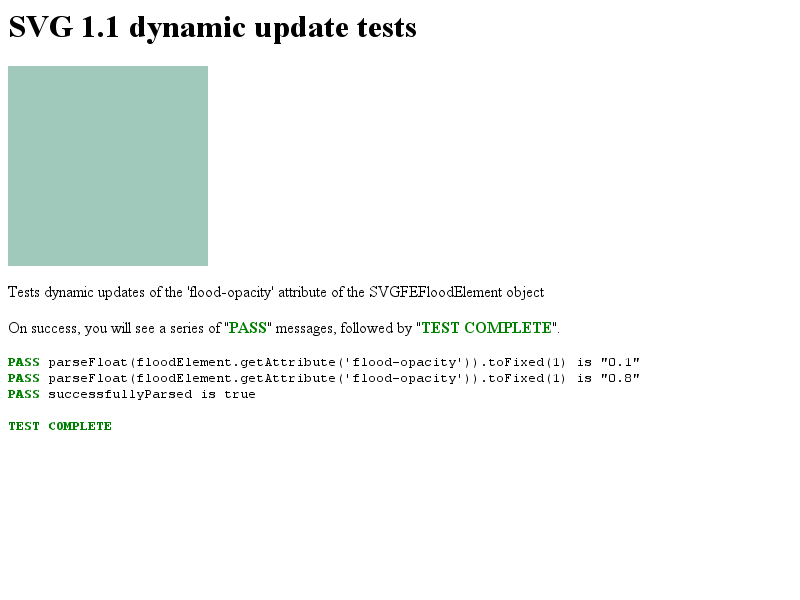 SVG 1.1 dynamic update tests
Tests dynamic updates of the 'flood-opacity' attribute of the SVGFEFloodElement object
On success, you will see a series of "PASS" messages, followed by "TEST COMPLETE".
PASS parseFloat(floodElement.getAttribute('flood-opacity')).toFixed(1) is "0.1"
PASS parseFloat(floodElement.getAttribute('flood-opacity')).toFixed(1) is "0.8"
PASS successfullyParsed is true
TEST COMPLETE